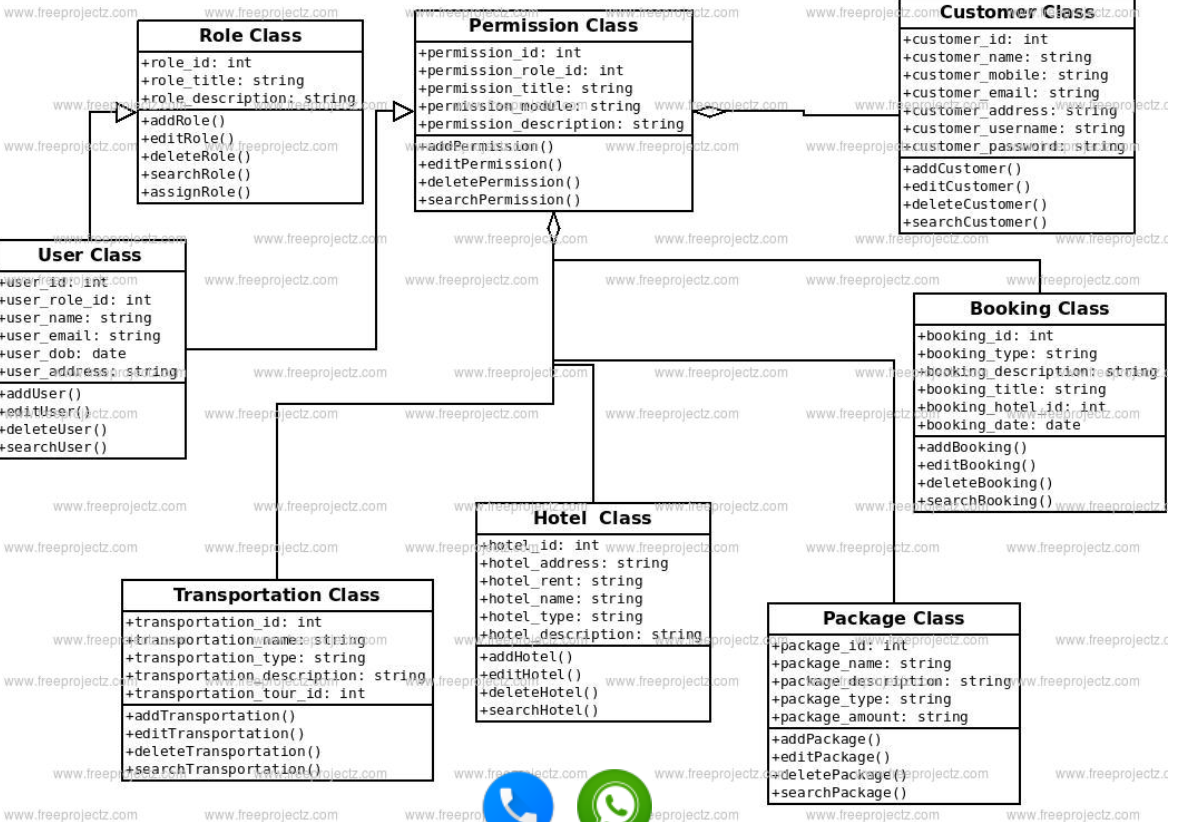 Role Class
+role_id: int
+role_title: string
+role_description: string
+addRole()
+editRole()
+deleteRole()
+searchRole()
+assignRole()
Permission Class
+permission_id: int
+permission_role_id: int
+permission_title: string
+permission_module: string
+permission_description: string
+addPermission()
+editPermission()
+deletePermission()
+searchPermission()
Customer Class
+customer_id: int
+customer_name: string
+customer_mobile: string
+customer_email: string
+customer_address: string
+customer_username: string
+customer_password: string
+addCustomer()
+editCustomer()
+deleteCustomer()
+searchCustomer()
User Class
+user_id: int
+user_role_id: int
+user_name: string
+user_email: string
+user_dob: date
+user_address: string
+addUser()
+editUser()
+deleteUser()
+searchUser()
Booking Class
+booking_id: int
+booking_type: string
+booking_description: string
+booking_title: string
+booking_hotel_id: int
+booking_date: date
+addBooking()
+editBooking()
+deleteBooking()
+searchBooking()
Hotel Class
+hotel_id: int
+hotel_address: string
+hotel_rent: string
+hotel_name: string
+hotel_type: string
+hotel_description: string
+addHotel()
+editHotel()
+deleteHotel()
+searchHotel()
Transportation Class
+transportation_id: int
+transportation_name: string
+transportation_type: string
+transportation_description: string
+transportation_tour_id: int
+addTransportation()
+editTransportation()
+deleteTransportation()
+searchTransportation()
Package Class
+package_id: int
+package_name: string
+package_description: string
+package_type: string
+package_amount: string
+addPackage()
+editPackage()
+deletePackage()
+searchPackage()
www.freeprojectz.com